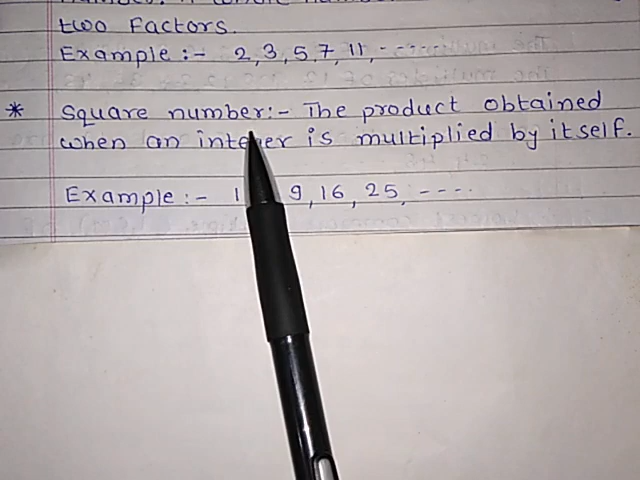 two Factors.
Example :- 2, 3, 5, 7, 11, -----
* Square number:- The product obtained
when an integer is multiplied by itself.
Example :- 1 9, 16, 25, ----